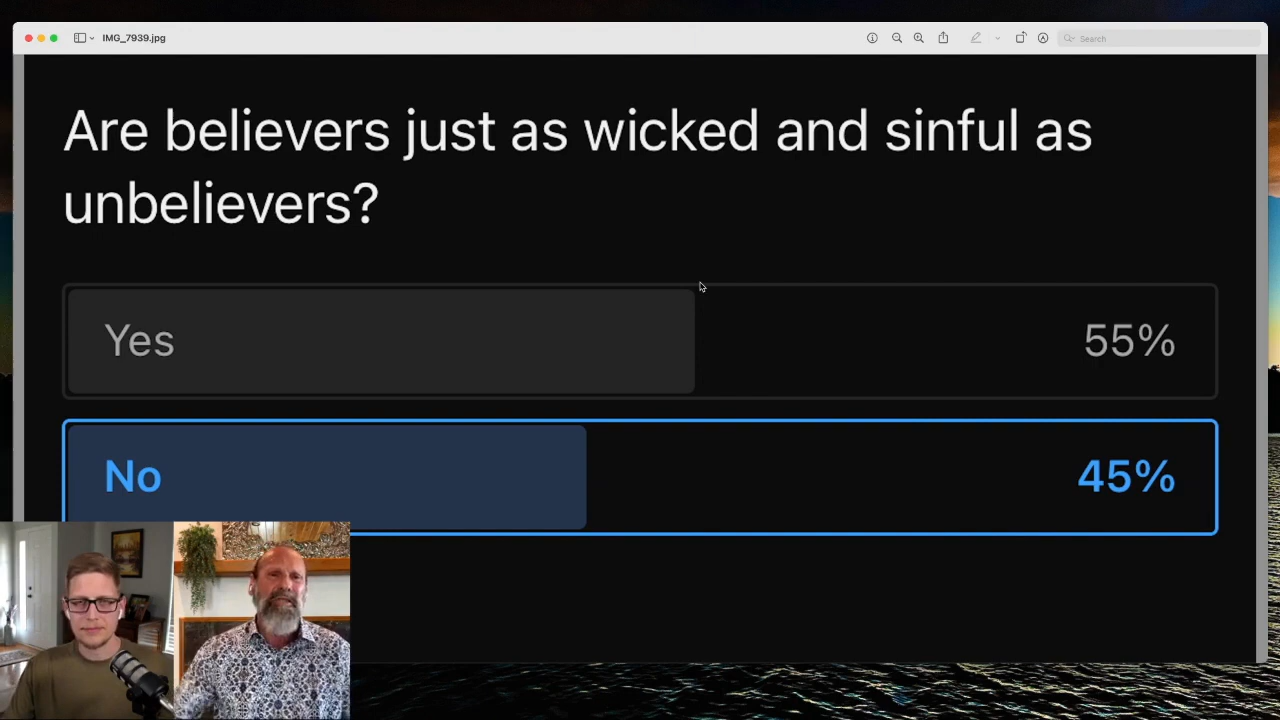 IMG_7939.jpg
Search
Are believers just as wicked and sinful as
unbelievers?
Yes 55%
No 45%